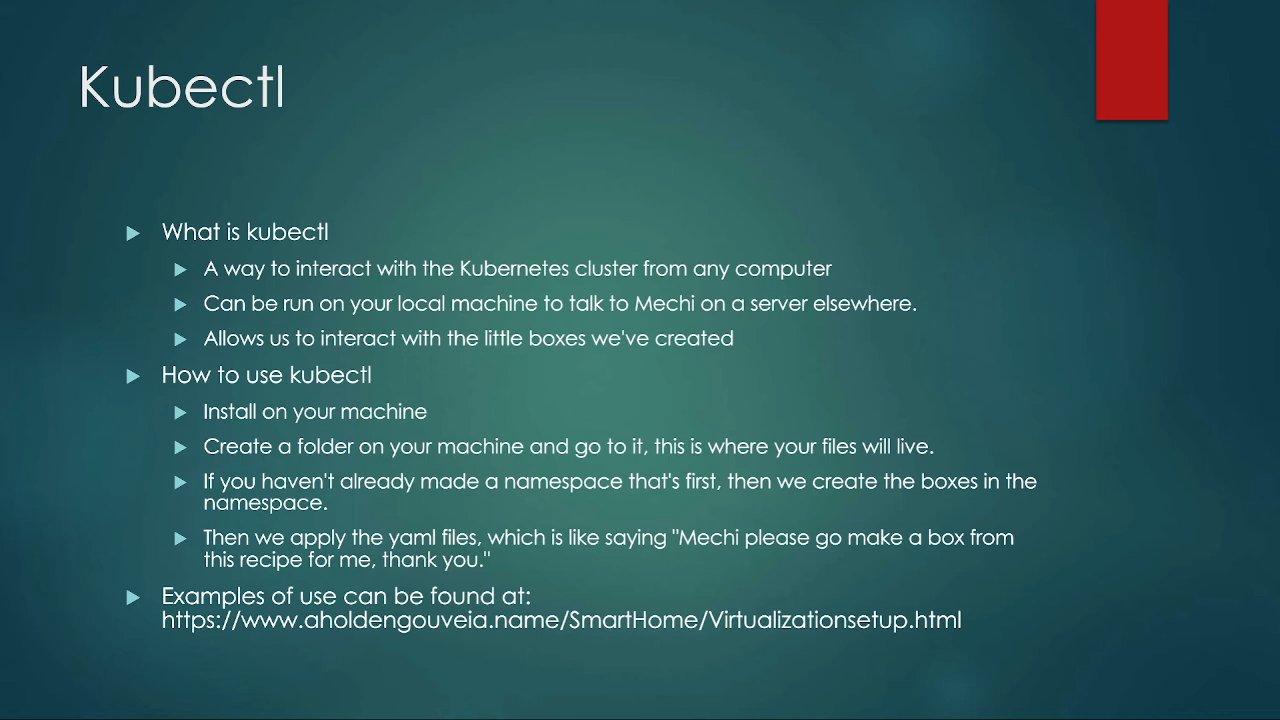 Kubectl
What is kubectl
A way to interact with the Kubernetes cluster from any computer
Can be run on your local machine to talk to Mechi on a server elsewhere.
Allows us to interact with the little boxes we've created
How to use kubectl
Install on your machine
Create a folder on your machine and go to it, this is where your files will live.
If you haven't already made a namespace that's first, then we create the boxes in the
namespace.
Then we apply the yaml files, which is like saying "Mechi please go make a box from
this recipe for me, thank you."
Examples of use can be found at:
https://www.aholdengouveia.name/SmartHome/Virtualizationsetup.html